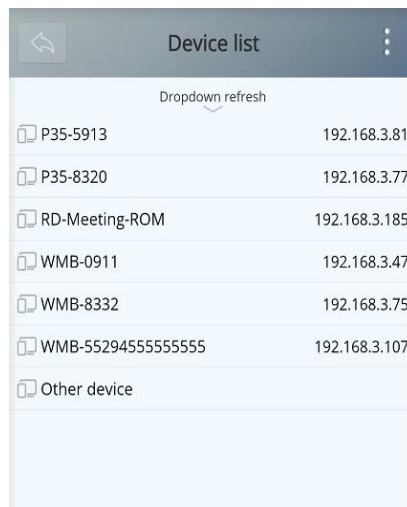 Device list
Dropdown refresh
P35-5913 192.168.3.81
P35-8320 192.168.3.77
RD-Meeting-ROM 192.168.3.185
WMB-0911 192.168.3.47
WMB-8332 192.168.3.75
WMB-55294555555555 192.168.3.107
Other device